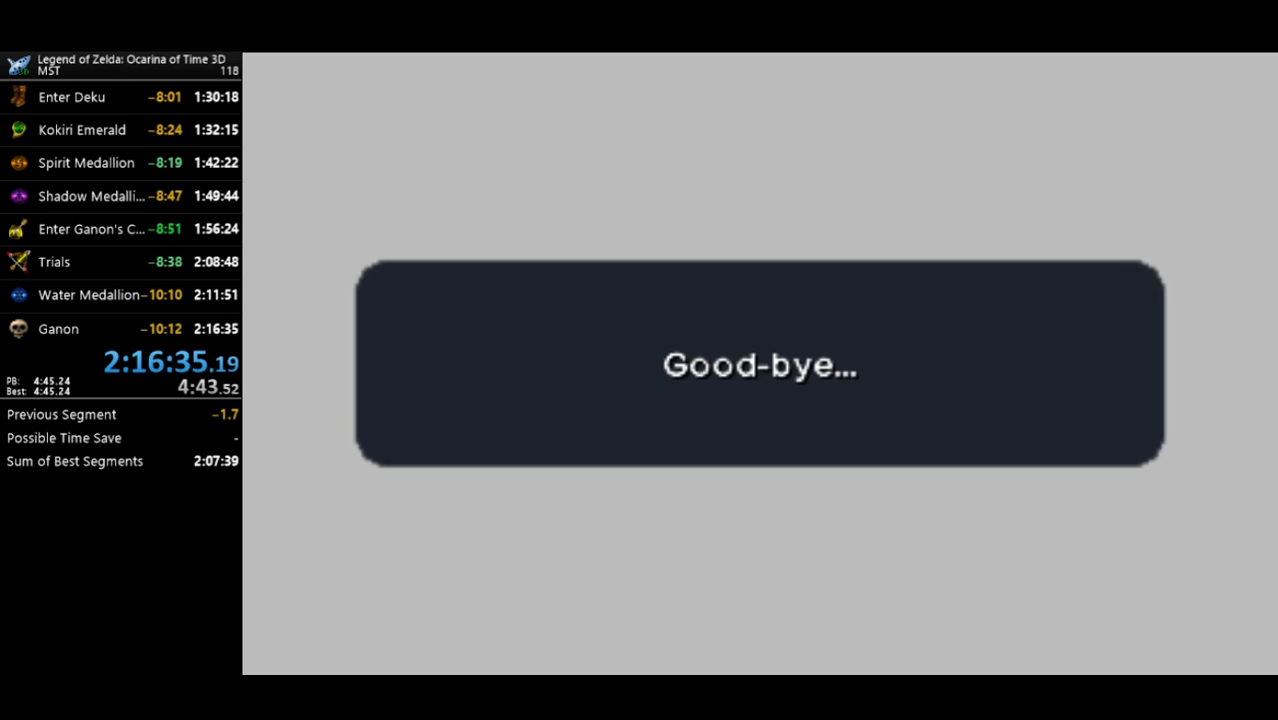 Legend of Zelda: Ocarina of Time 3D
MST 118
Enter Deku -8:01 1:30:18
Kokiri Emerald -8:24 1:32:15
Spirit Medallion -8:19 1:42:22
Shadow Medalli... -8:47 1:49:44
Enter Ganon's C... -8:51 1:56:24
Trials -8:38 2:08:48
Water Medallion -10:10 2:11:51
Ganon -10:12 2:16:35
2:16:35.19
PB: 4:45.24
Best: 4:45.24
4:43.52
Previous Segment -1.7
Possible Time Save -
Sum of Best Segments 2:07:39
Good-bye...